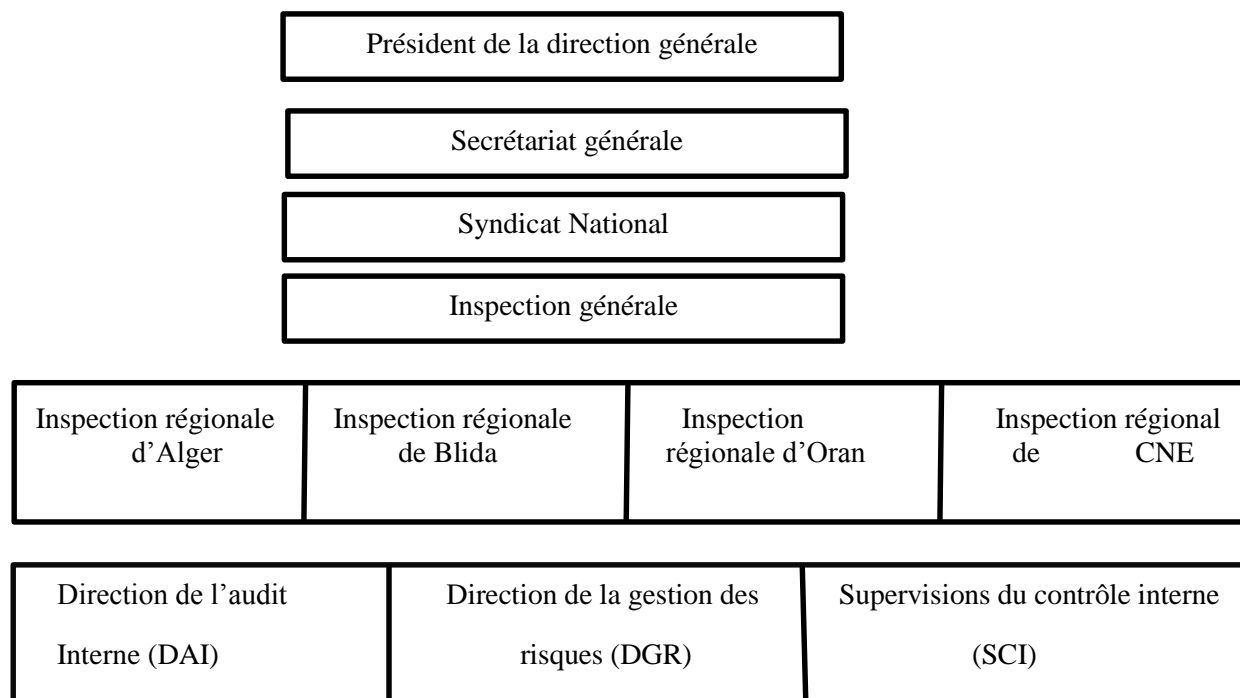 Président de la direction générale
Secrétariat générale
Syndicat National
Inspection générale
Inspection régionale
d’Alger
Inspection régionale
de Blida
Inspection
régionale d’Oran
Inspection régional
de CNE
Direction de l’audit
Interne (DAI)
Direction de la gestion des
risques (DGR)
Supervisions du contrôle interne
(SCI)